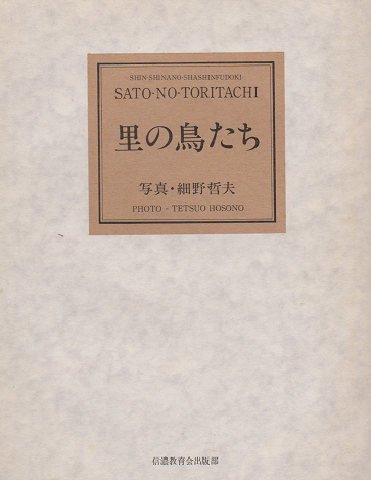 SHIN·SHINANO·SHASHINFUDOKI
SATO·NO·TORITACHI
里の鳥たち
写真・細野哲夫
PHOTO - TETSUO HOSONO
信濃教育会出版部